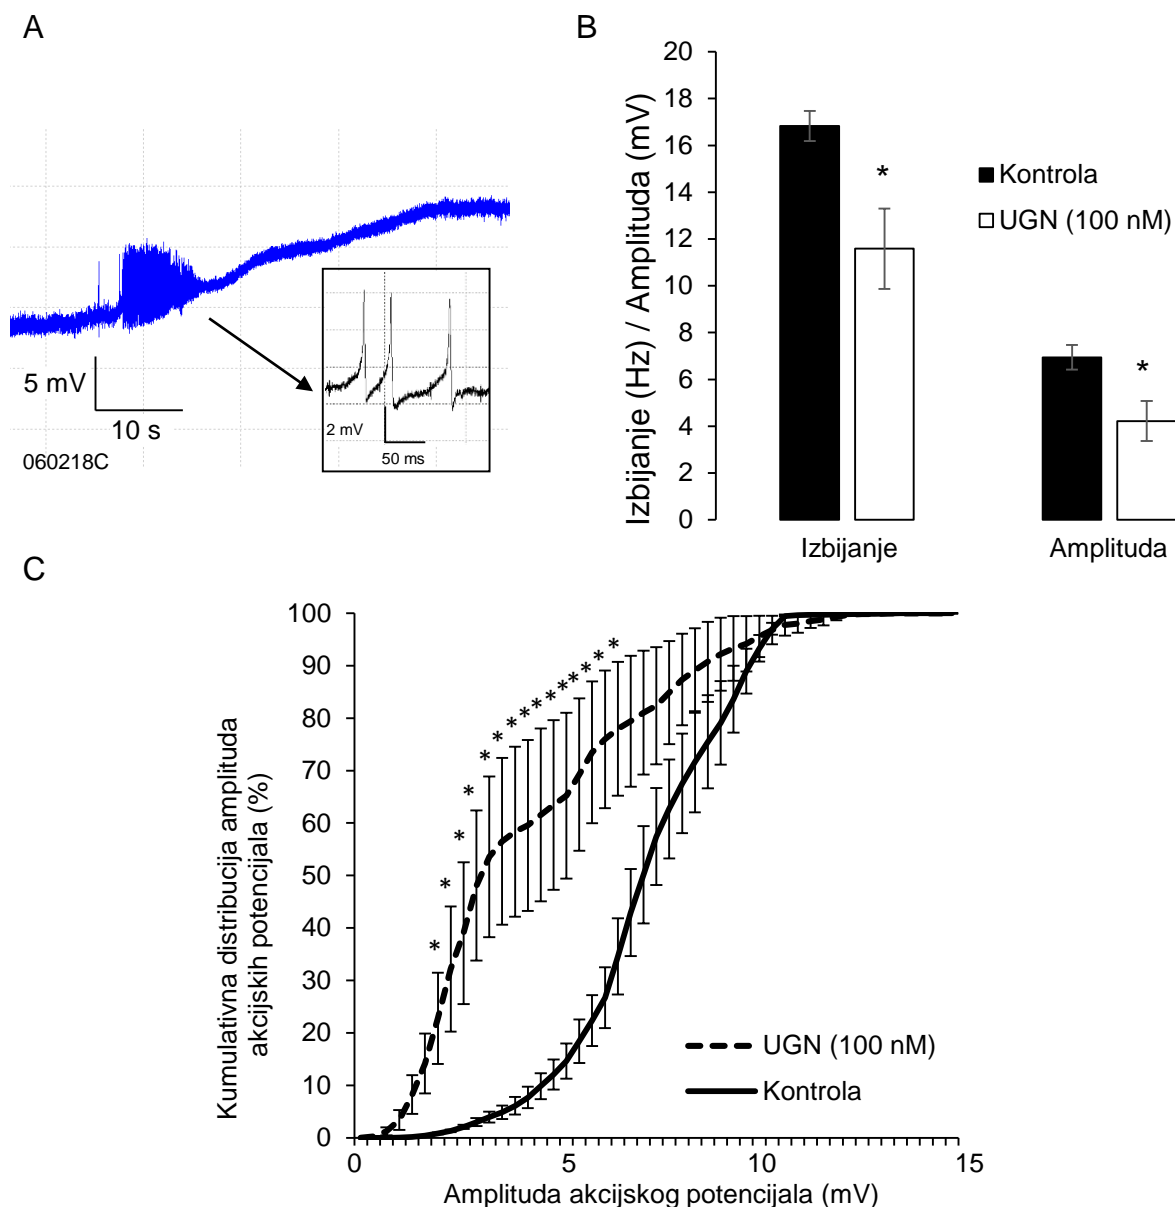 A
5 mV
10 s
060218C
2 mV
50 ms
B
Izbijanje (Hz) / Amplituda (mV)
20
18
16
14
12
10
8
6
4
2
0
*
*
Kontrola
UGN (100 nM)
Izbijanje
Amplituda
C
Kumulativna distribucija amplituda
akcijskih potencijala (%)
100
90
80
70
60
50
40
30
20
10
0
* * * * * * * * * * * * * * *
UGN (100 nM)
Kontrola
0 5 10 15
Amplituda akcijskog potencijala (mV)